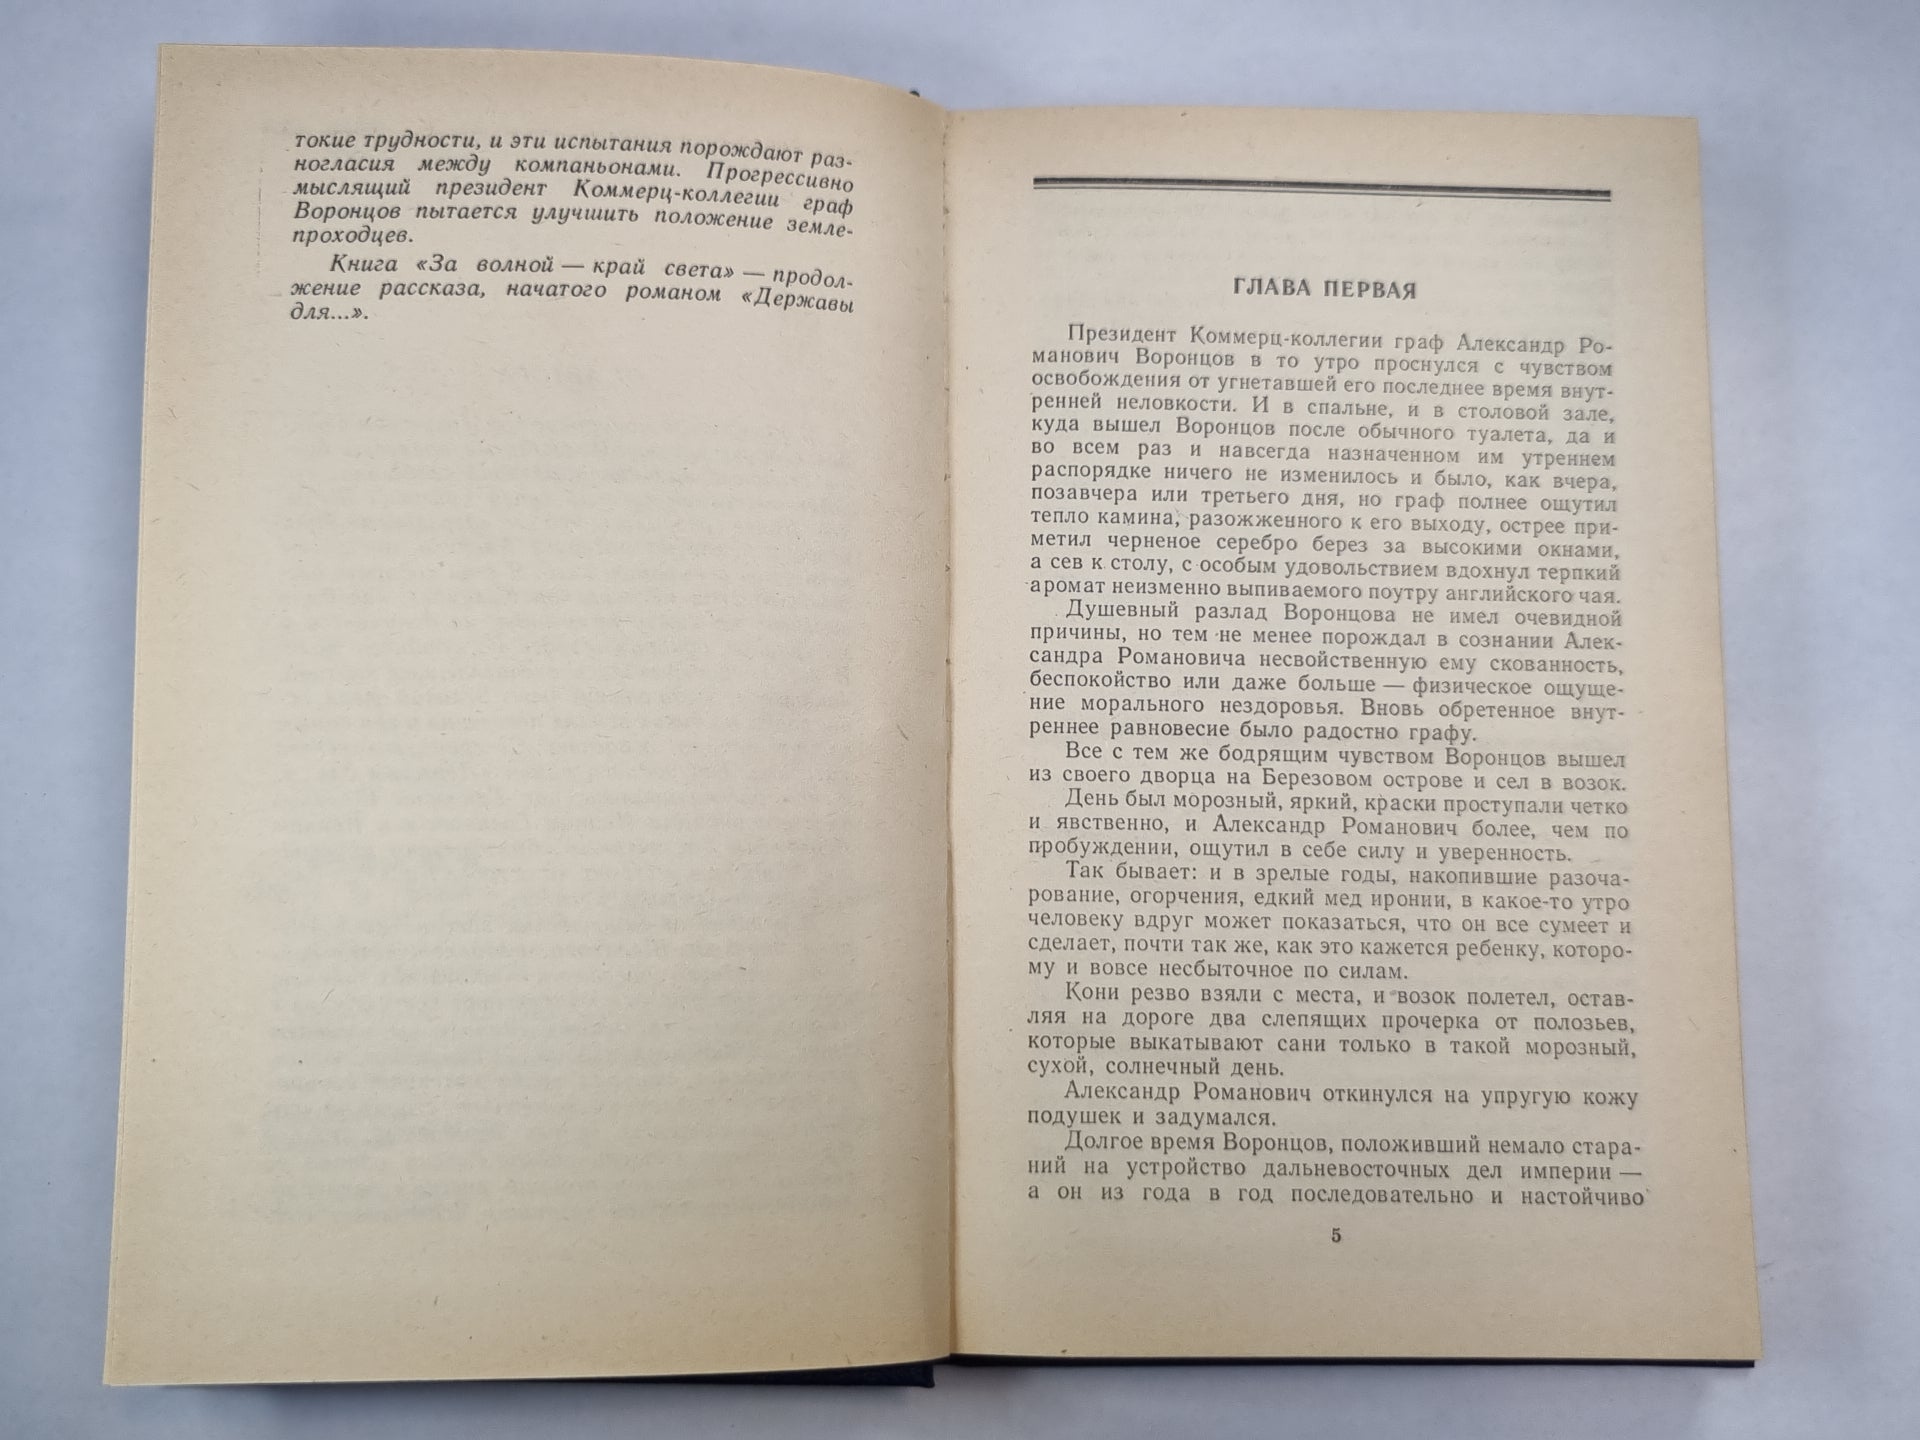 токие трудности, и эти испытания порождают раз-
ногласия между компаньонами. Прогрессивно
мыслящий президент Коммерц-коллегии граф
Воронцов пытается улучшить положение земле-
проходцев.
Книга «За волной — край света» — продол-
жение рассказа, начатого романом «Державы
для...».
ГЛАВА ПЕРВАЯ
Президент Коммерц-коллегии граф Александр Ро-
манович Воронцов в то утро проснулся с чувством
освобождения от угнетавшей его последнее время внут-
ренней неловкости. И в спальне, и в столовой зале,
куда вышел Воронцов после обычного туалета, да и
во всем раз и навсегда назначенном им утреннем
распорядке ничего не изменилось и было, как вчера,
позавчера или третьего дня, но граф полнее ощутил
тепло камина, разожженного к его выходу, острее при-
метил черненое серебро берез за высокими окнами,
а сев к столу, с особым удовольствием вдохнул терпкий
аромат неизменно выпиваемого поутру английского чая.
Душевный разлад Воронцова не имел очевидной
причины, но тем не менее порождал в сознании Алек-
сандра Романовича несвойственную ему скованность,
беспокойство или даже больше — физическое ощуще-
ние морального нездоровья. Вновь обретенное внут-
реннее равновесие было радостно графу.
Все с тем же бодрящим чувством Воронцов вышел
из своего дворца на Березовом острове и сел в возок.
День был морозный, яркий, краски проступали четко
и явственно, и Александр Романович более, чем по
пробуждении, ощутил в себе силу и уверенность.
Так бывает: и в зрелые годы, накопившие разоча-
рование, огорчения, едкий мед иронии, в какое-то утро
человеку вдруг может показаться, что он все сумеет и
сделает, почти так же, как это кажется ребенку, которо-
му и вовсе несбыточное по силам.
Кони резво взяли с места, и возок полетел, остав-
ляя на дороге два слепящих прочерка от полозьев,
которые выкатывают сани только в такой морозный,
сухой, солнечный день.
Александр Романович откинулся на упругую кожу
подушек и задумался.
Долгое время Воронцов, положивший немало стара-
ний на устройство дальневосточных дел империи —
а он из года в год последовательно и настойчиво
5